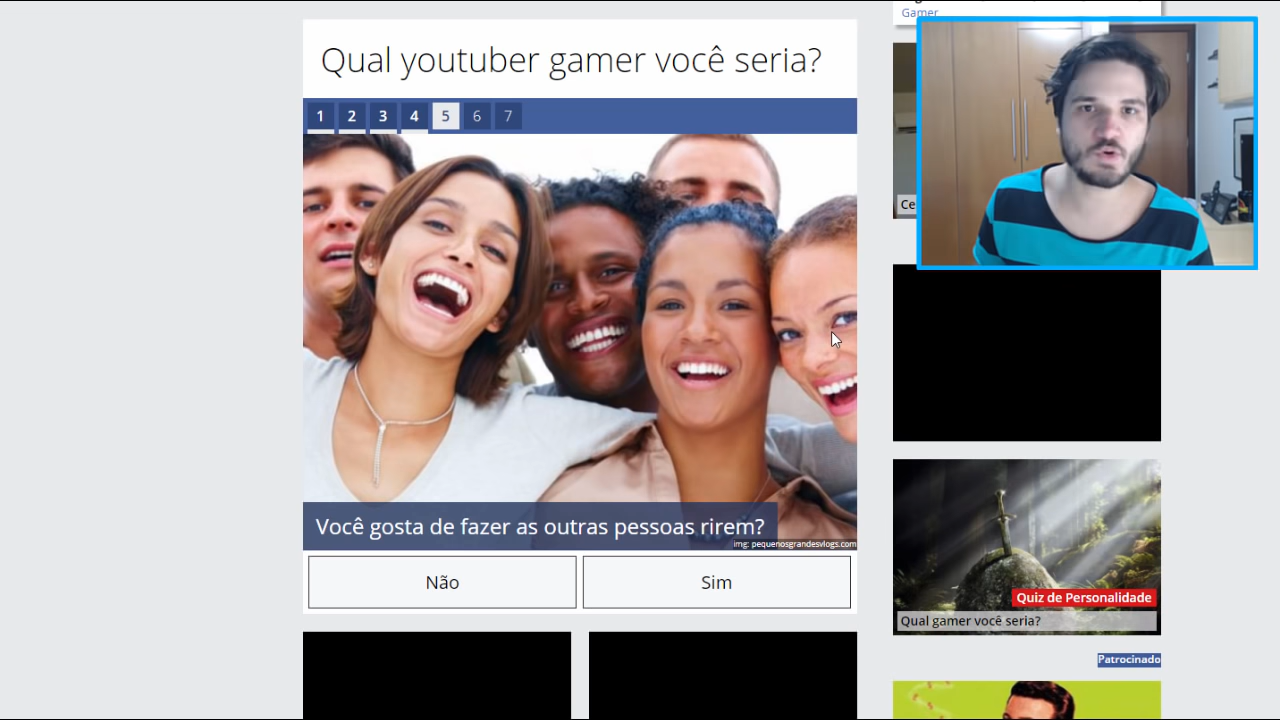 Gamer
Qual youtuber gamer você seria?
1 2 3 4 5 6 7
Ce
Você gosta de fazer as outras pessoas rirem?
img: pequenosgrandesvlogs.com
Não
Sim
Quiz de Personalidade
Qual gamer você seria?
Patrocinado